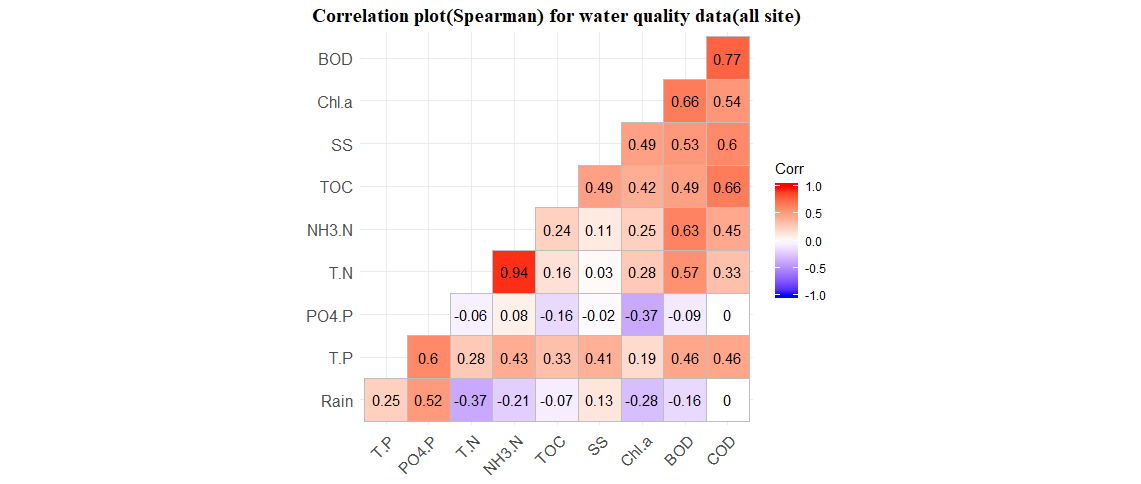 Correlation plot(Spearman) for water quality data(all site)
BOD 0.77
Chl.a 0.66 0.54
SS 0.49 0.53 0.6
TOC 0.49 0.42 0.49 0.66
NH3.N 0.24 0.11 0.25 0.63 0.45
T.N 0.94 0.16 0.03 0.28 0.57 0.33
PO4.P -0.06 0.08 -0.16 -0.02 -0.37 -0.09 0
T.P 0.6 0.28 0.43 0.33 0.41 0.19 0.46 0.46
Rain 0.25 0.52 -0.37 -0.21 -0.07 0.13 -0.28 -0.16 0
T.P PO4.P T.N NH3.N TOC SS Chl.a BOD COD
Corr
1.0
0.5
0.0
-0.5
-1.0